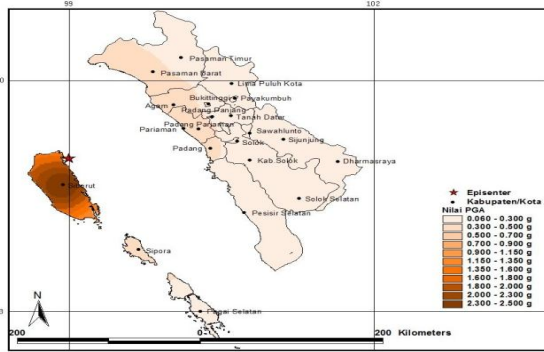 99
102
0
Pasaman Timur
Pasaman Barat
Lima Puluh Kota
Bukittinggi
Payakumbuh
Agam
Padang Panjang
Tanah Datar
Padang Pariaman
Pariaman
Sawahlunto
Solok
Sijunjung
Padang
Kab Solok
Dharmasraya
Siberut
Solok Selatan
Pesisir Selatan
Sipora
Pagai Selatan
Episenter
Kabupaten/Kota
Nilai PGA
0.060 - 0.300 g
0.300 - 0.500 g
0.500 - 0.700 g
0.700 - 0.900 g
0.900 - 1.150 g
1.150 - 1.350 g
1.350 - 1.600 g
1.600 - 1.800 g
1.800 - 2.000 g
2.000 - 2.300 g
2.300 - 2.500 g
N
3
200
0
200 Kilometers